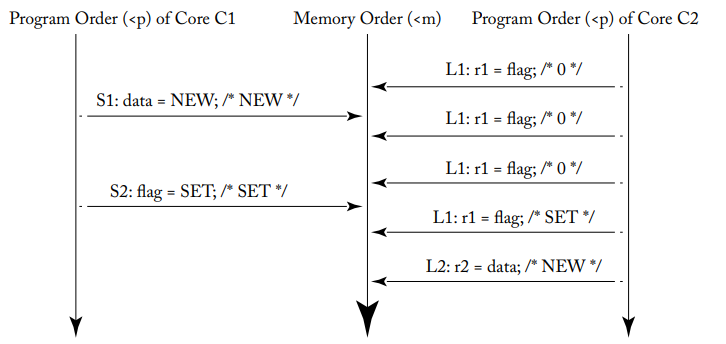 Program Order (<p) of Core C1
Memory Order (<m)
Program Order (<p) of Core C2
L1: r1 = flag; /* 0 */
S1: data = NEW; /* NEW */
L1: r1 = flag; /* 0 */
L1: r1 = flag; /* 0 */
S2: flag = SET; /* SET */
L1: r1 = flag; /* SET */
L2: r2 = data; /* NEW */